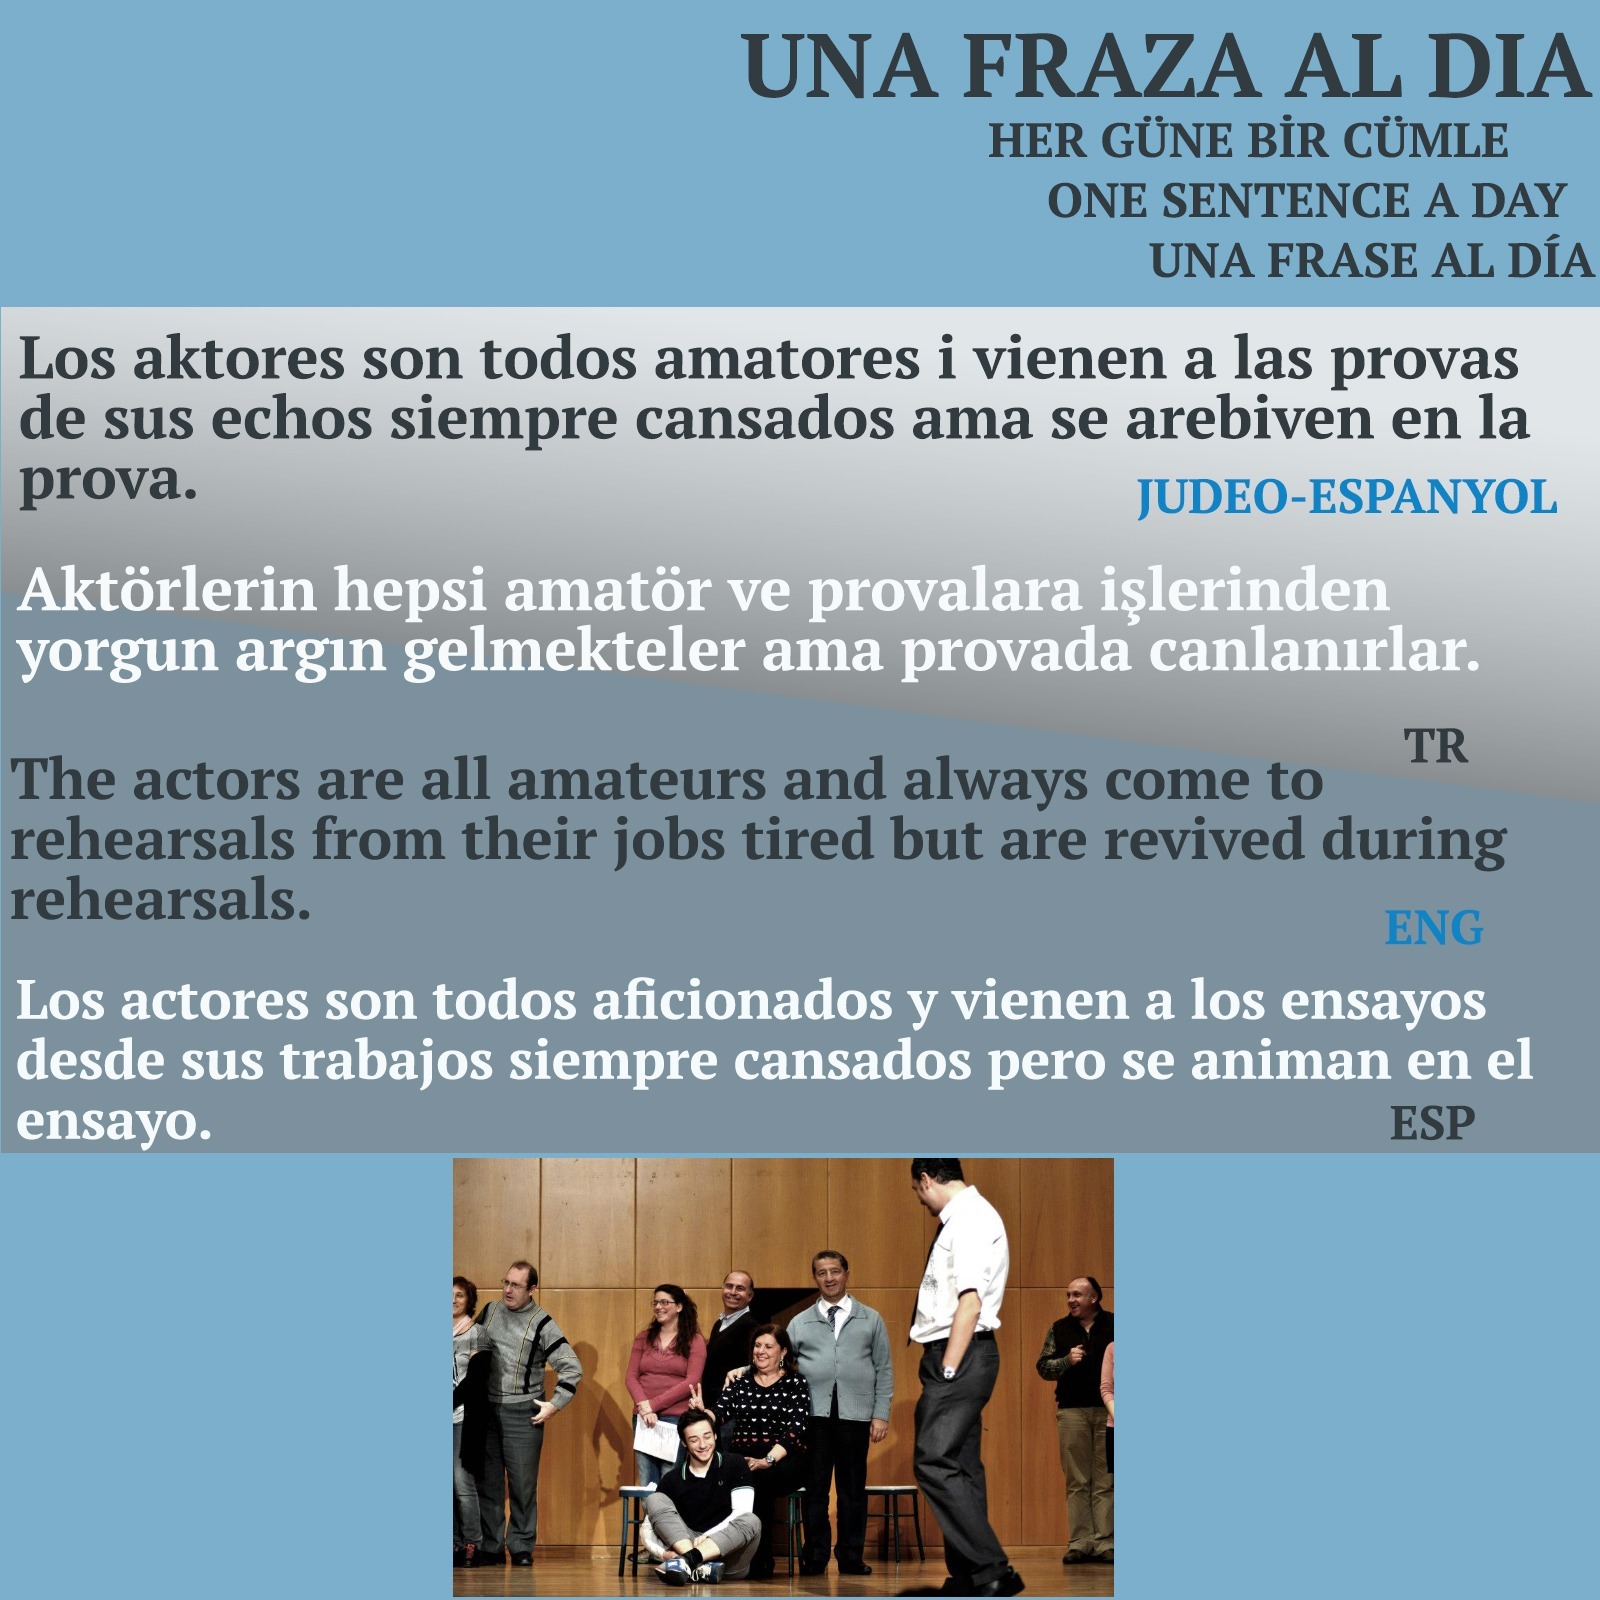 UNA FRAZA AL DIA
HER GÜNE BİR CÜMLE
ONE SENTENCE A DAY
UNA FRASE AL DÍA
Los aktores son todos amatores i vienen a las provas
de sus echos siempre cansados ama se arebiven en la
prova.
JUDEO-ESPANYOL
Aktörlerin hepsi amatör ve provalara işlerinden
yorgun argın gelmekteler ama provada canlanırlar.
TR
The actors are all amateurs and always come to
rehearsals from their jobs tired but are revived during
rehearsals.
ENG
Los actores son todos aficionados y vienen a los ensayos
desde sus trabajos siempre cansados pero se animan en el
ensayo.
ESP